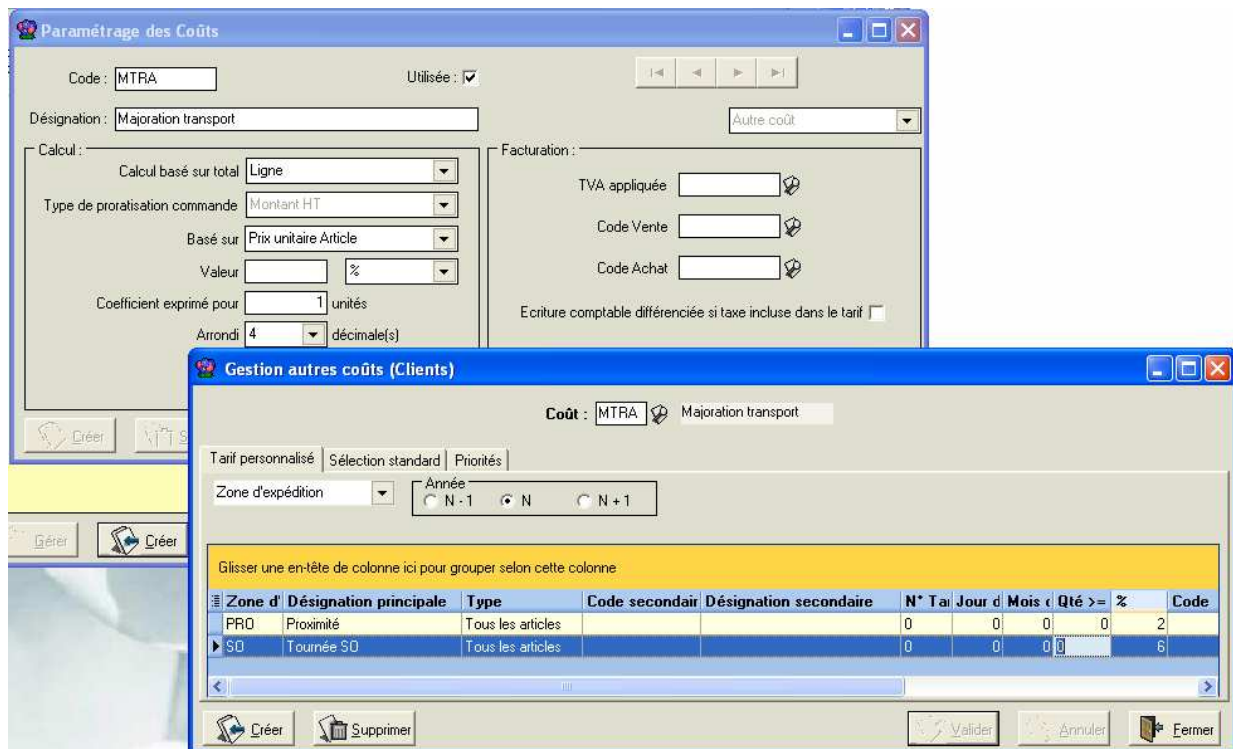 Paramétrage des Coûts
Code : MTRA Utilisée :
Désignation : Majoration transport Autre coût
Calcul : Facturation :
Calcul basé sur total Ligne
TVA appliquée
Type de proratisation commande Montant HT
Code Vente
Basé sur Prix unitaire Article
Valeur %
Code Achat
Coefficient exprimé pour 1 unités
Ecriture comptable différenciée si taxe incluse dans le tarif
Arrondi 4 décimale(s)
Gestion autres coûts (Clients)
Coût : MTRA Majoration transport
Créer S
Tarif personnalisé Sélection standard Priorités
Zone d'expédition Année
N - 1 N N + 1
Gérer Créer
Glisser une en-tête de colonne ici pour grouper selon cette colonne
Zone d' Désignation principale Type Code secondair Désignation secondaire N° Tai Jour d Mois Qté >= % Code
PRO Proximité Tous les articles 0 0 0 0 2
SO Tournée SO Tous les articles 0 0 0 0 6
Créer Supprimer Valider Annuler Fermer